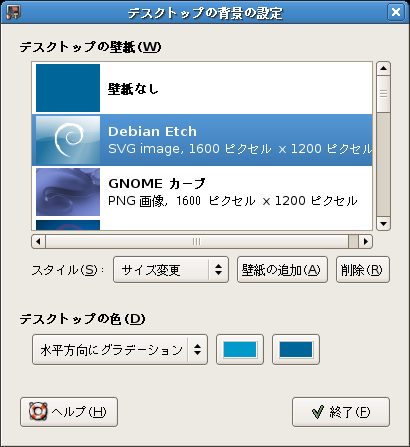 デスクトップの背景の設定
デスクトップの壁紙(W)
壁紙なし
Debian Etch
SVG image, 1600 ピクセル x 1200 ピクセル
GNOME カーブ
PNG 画像, 1600 ピクセル x 1200 ピクセル
スタイル(S): サイズ変更 壁紙の追加(A) 削除(R)
デスクトップの色(D)
水平方向にグラデーション
ヘルプ(H) 終了(F)